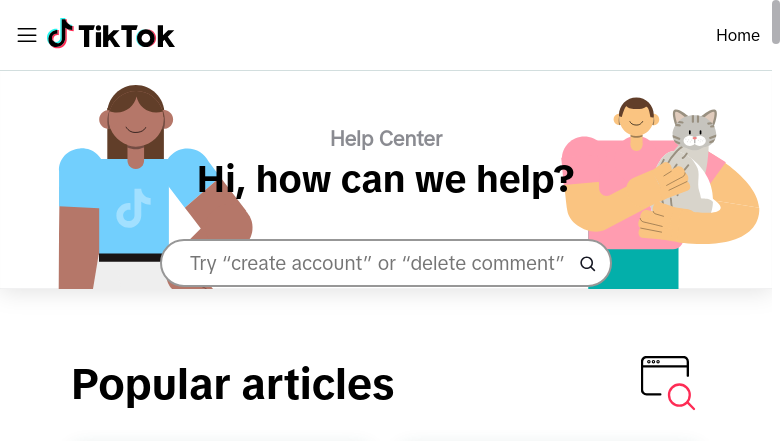 TikTok
Home
Help Center
Hi, how can we help?
Try “create account” or “delete comment”
Popular articles